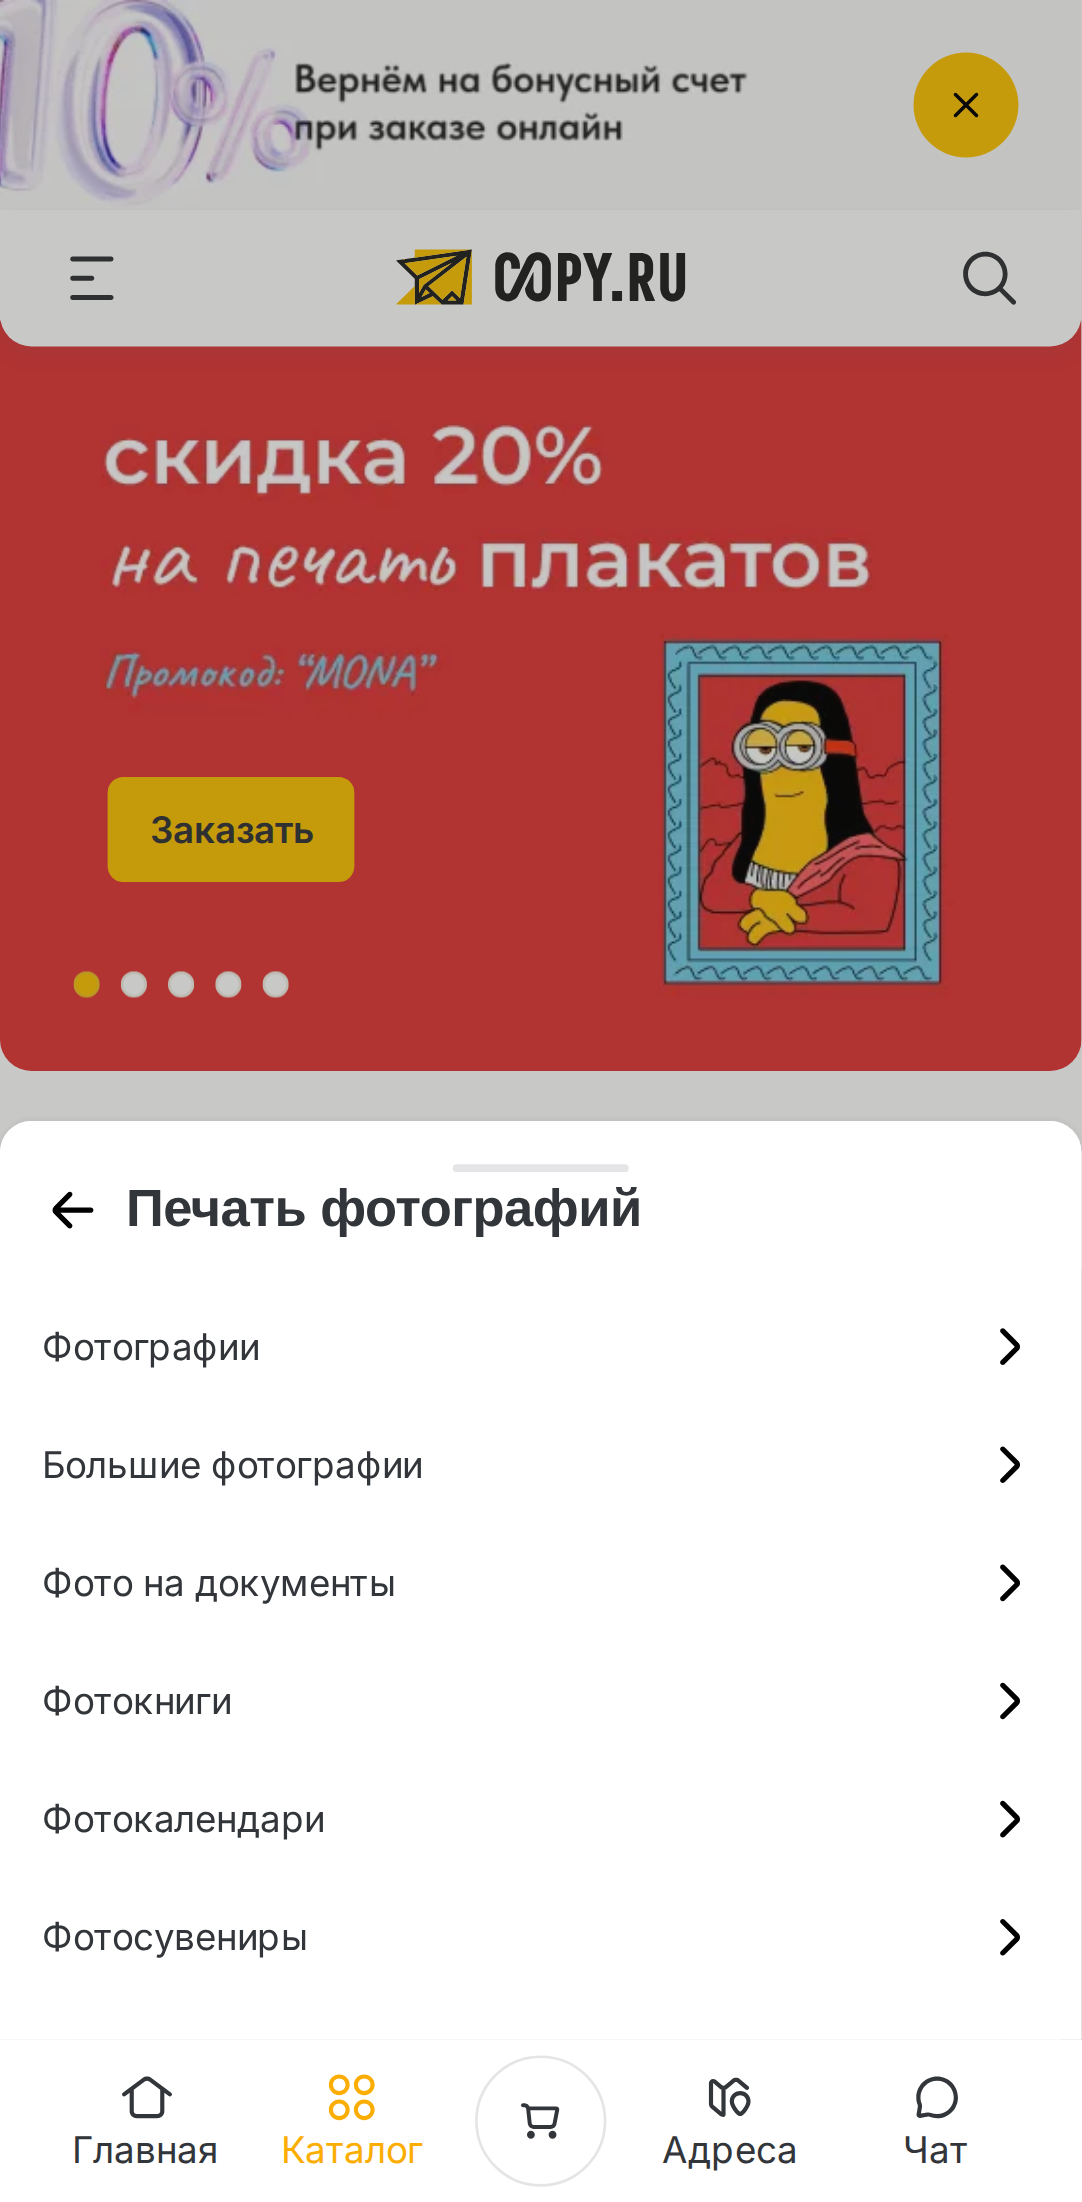 10%
Вернём на бонусный счет
при заказе онлайн
COPY.RU
скидка 20%
на печать плакатов
Промокод: “MONA”
Заказать
Печать фотографий
Фотографии
Большие фотографии
Фото на документы
Фотокниги
Фотокалендари
Фотосувениры
Главная
Каталог
Адреса
Чат